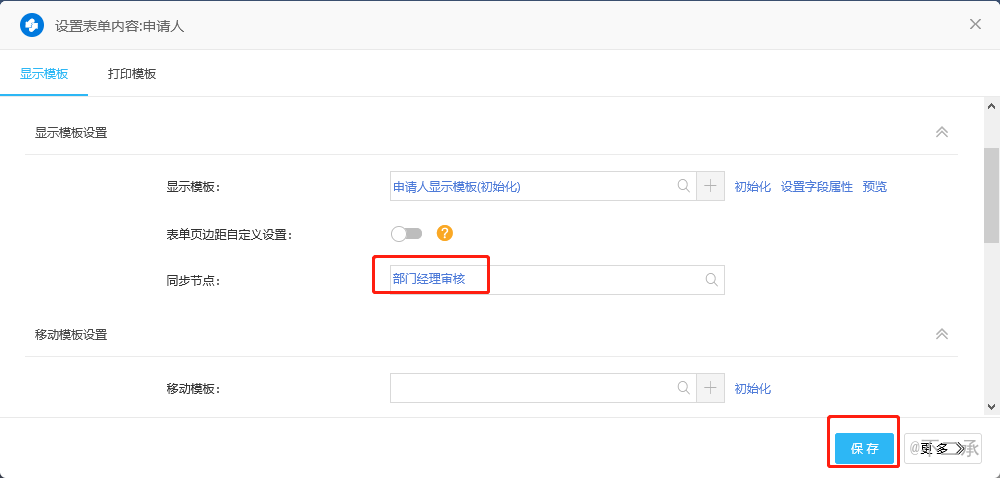 设置表单内容:申请人
显示模板 打印模板
显示模板设置
显示模板: 申请人显示模板(初始化) 初始化 设置字段属性 预览
表单页边距自定义设置: ?
同步节点: 部门经理审核
移动模板设置
移动模板: 初始化
保存 更多